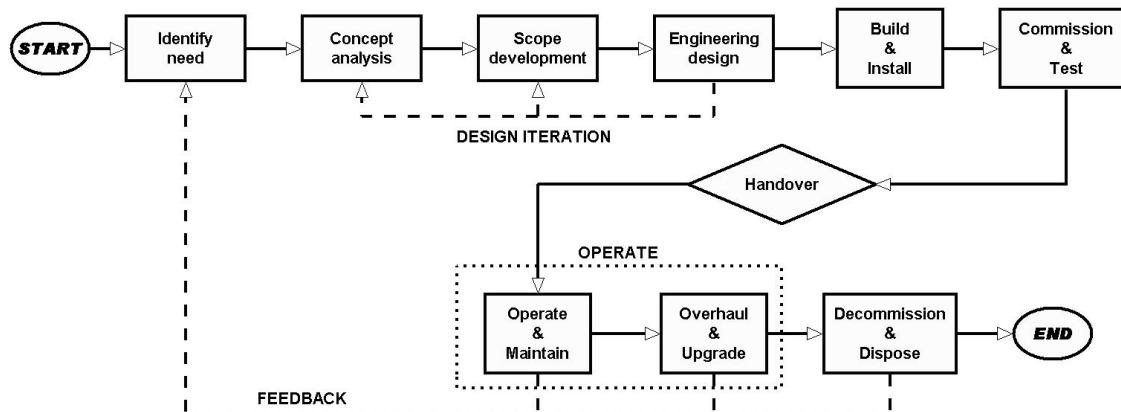 START
Identify
need
Concept
analysis
Scope
development
Engineering
design
Build
&
Install
Commission
&
Test
DESIGN ITERATION
Handover
OPERATE
Operate
&
Maintain
Overhaul
&
Upgrade
Decommission
&
Dispose
END
FEEDBACK